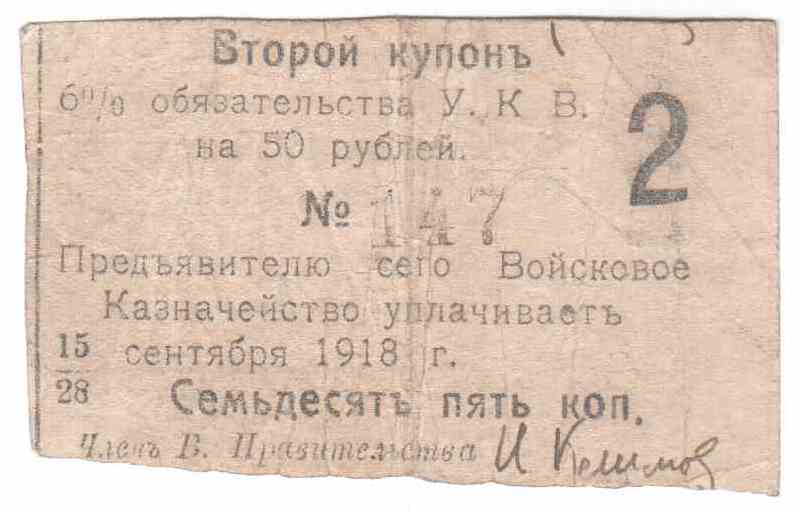 Второй купонъ
6% обязательства У. К В.
на 50 рублей.
2
№ 147
Предъявителю сего Войсковое
Казначейство уплачиваетъ
15/28 сентября 1918 г.
Семьдесятъ пять коп.
Членъ В. Правительства И Климов